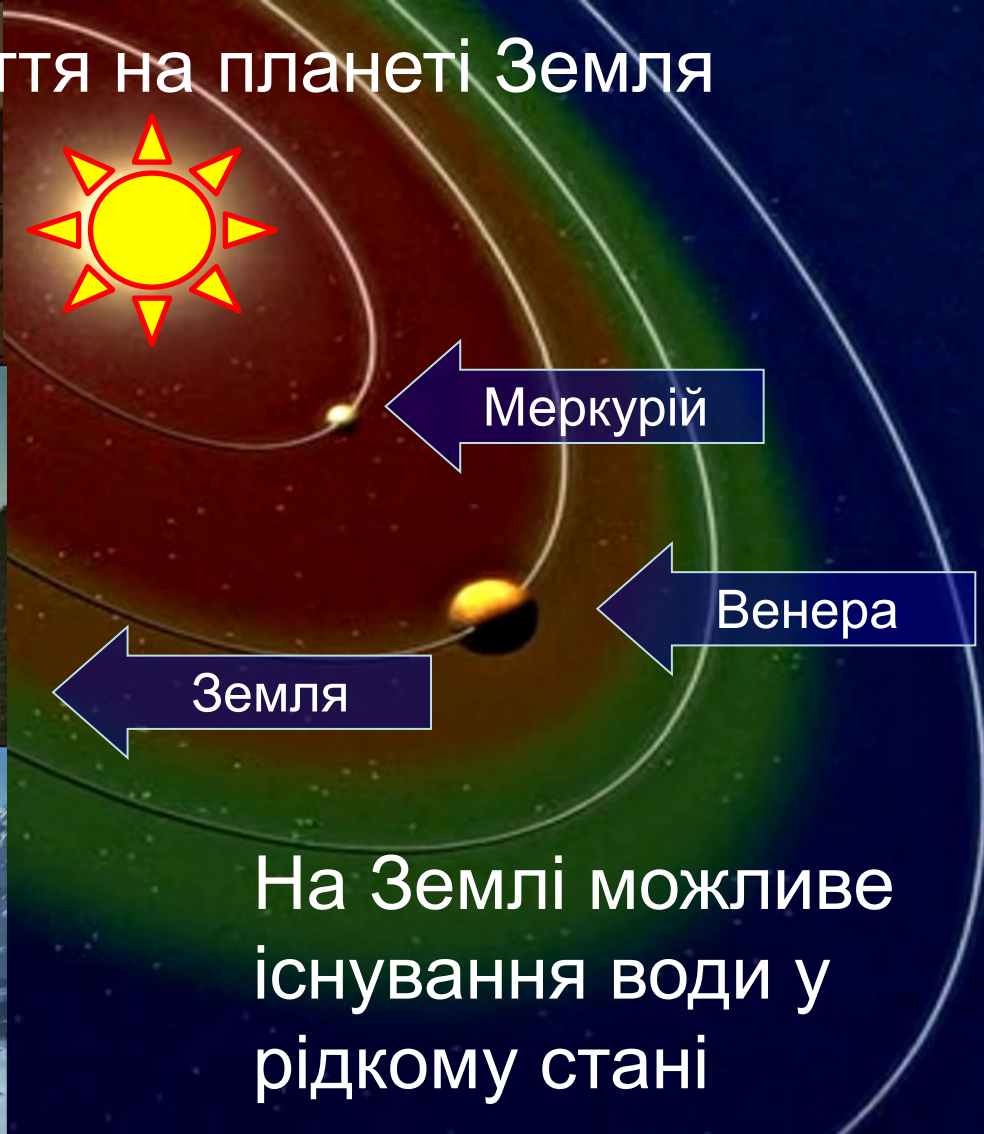 ття на планеті Земля
Меркурій
Венера
Земля
На Землі можливе
існування води у
рідкому стані